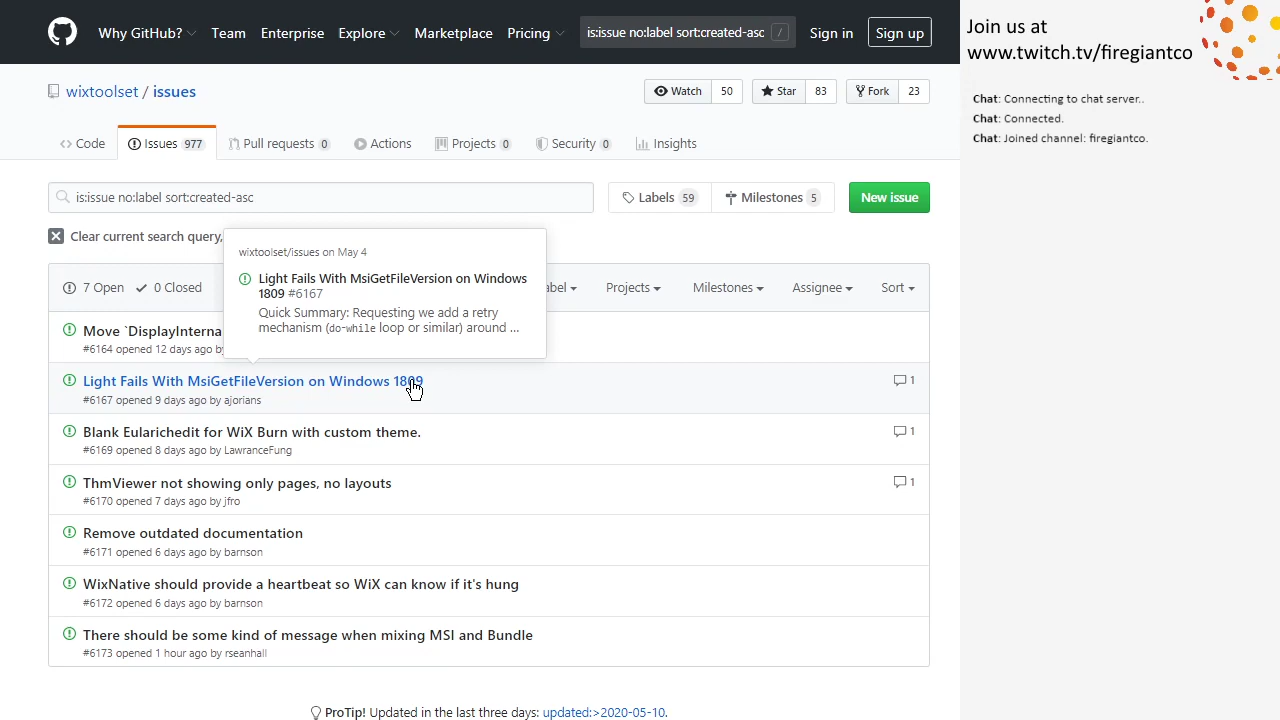 Why GitHub?
Team
Enterprise
Explore
Marketplace
Pricing
is:issue no:label sort:created-asc
/
Sign in
Sign up
Join us at
www.twitch.tv/firegiantco
wixtoolset / issues
Watch 50
Star 83
Fork 23
Chat: Connecting to chat server..
Chat: Connected.
Chat: Joined channel: firegiantco.
<> Code
Issues 977
Pull requests 0
Actions
Projects 0
Security 0
Insights
is:issue no:label sort:created-asc
Labels 59
Milestones 5
New issue
Clear current search query,
wixtoolset/issues on May 4
Light Fails With MsiGetFileVersion on Windows
1809 #6167
Quick Summary: Requesting we add a retry
mechanism (do-while loop or similar) around ...
7 Open
0 Closed
abel
Projects
Milestones
Assignee
Sort
Move `DisplayInterna
#6164 opened 12 days ago by
Light Fails With MsiGetFileVersion on Windows 1809
1
#6167 opened 9 days ago by ajorians
Blank Eularichedit for WiX Burn with custom theme.
1
#6169 opened 8 days ago by LawranceFung
ThmViewer not showing only pages, no layouts
1
#6170 opened 7 days ago by jfro
Remove outdated documentation
#6171 opened 6 days ago by barnson
WixNative should provide a heartbeat so WiX can know if it's hung
#6172 opened 6 days ago by barnson
There should be some kind of message when mixing MSI and Bundle
#6173 opened 1 hour ago by rseanhall
ProTip! Updated in the last three days: updated:>2020-05-10.